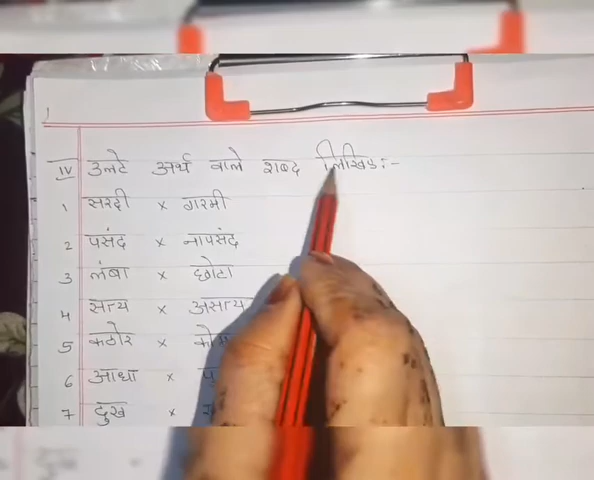 IV उलटे अर्थ वाले शब्द लिखिए :-
1 सरदी × गरमी
2 पसंद × नापसंद
3 लंबा × छोटा
4 सत्य × असत्य
5 कठोर ×
6 आधा ×
7 दुख ×